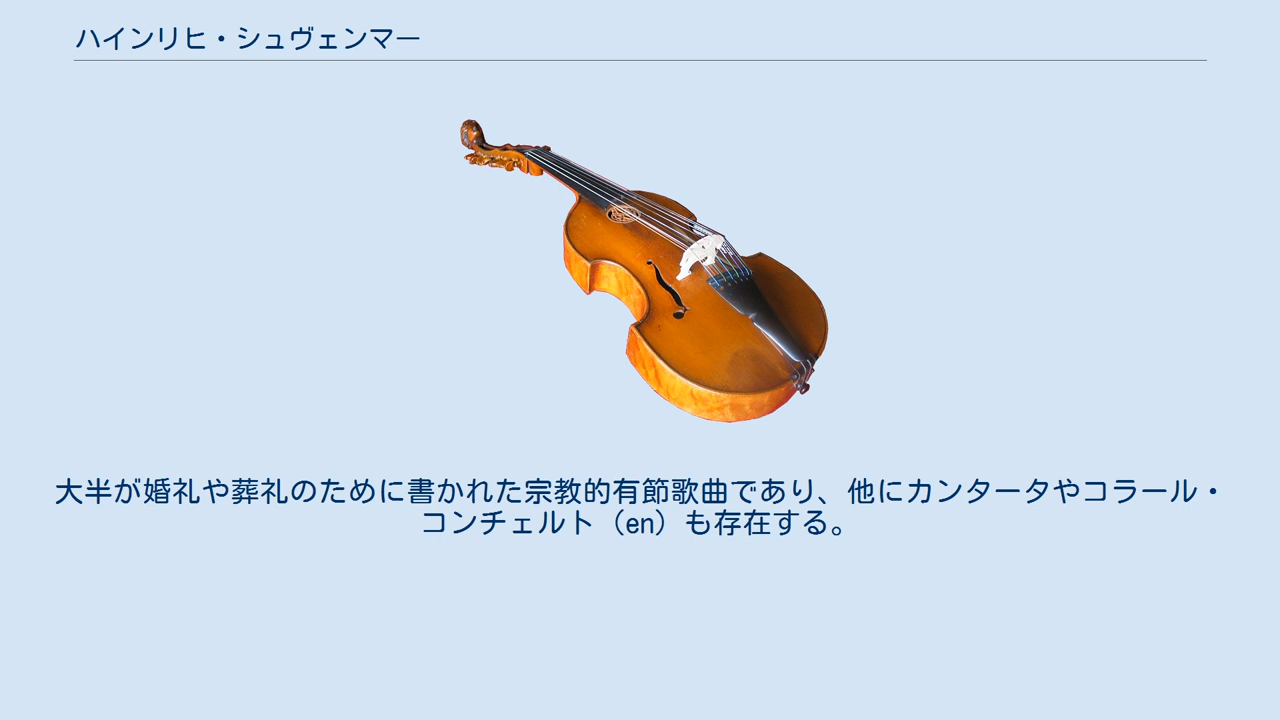 ハインリヒ・シュヴェンマー
大半が婚礼や葬礼のために書かれた宗教的有節歌曲であり、他にカンタータやコラール・
コンチェルト（en）も存在する。